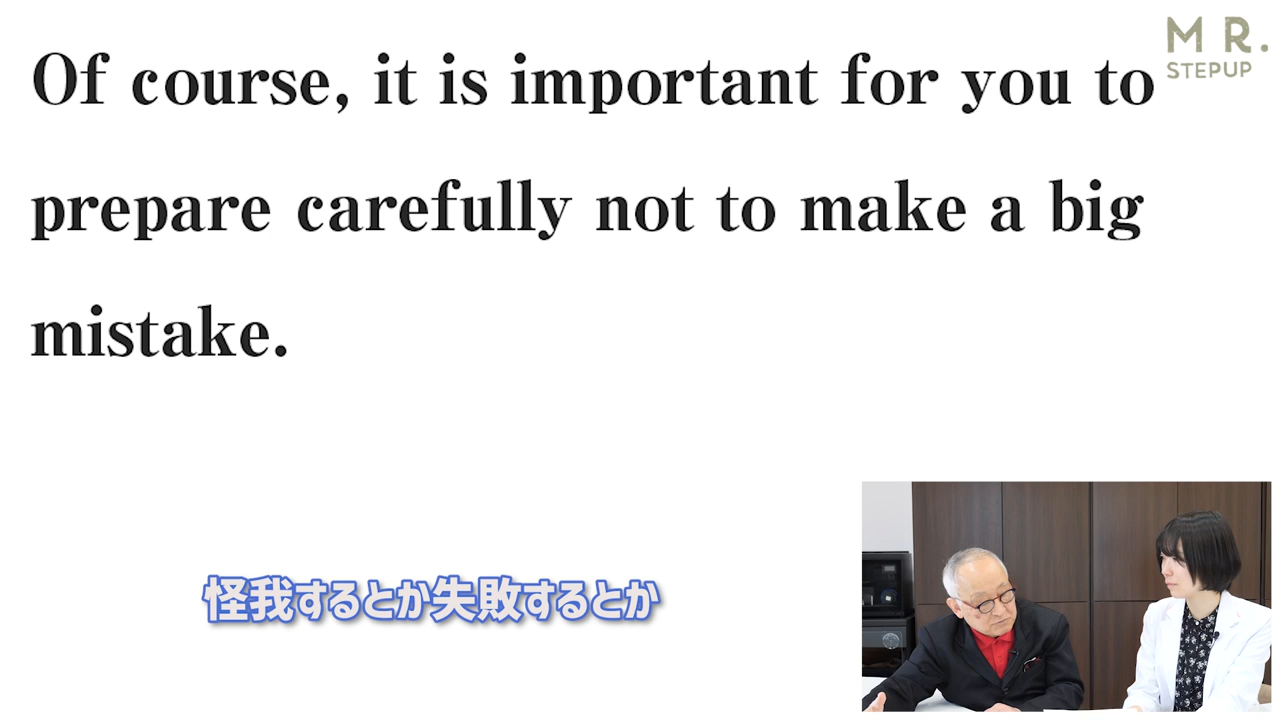 MR.
STEPUP
Of course, it is important for you to
prepare carefully not to make a big
mistake.
怪我するとか失敗するとか